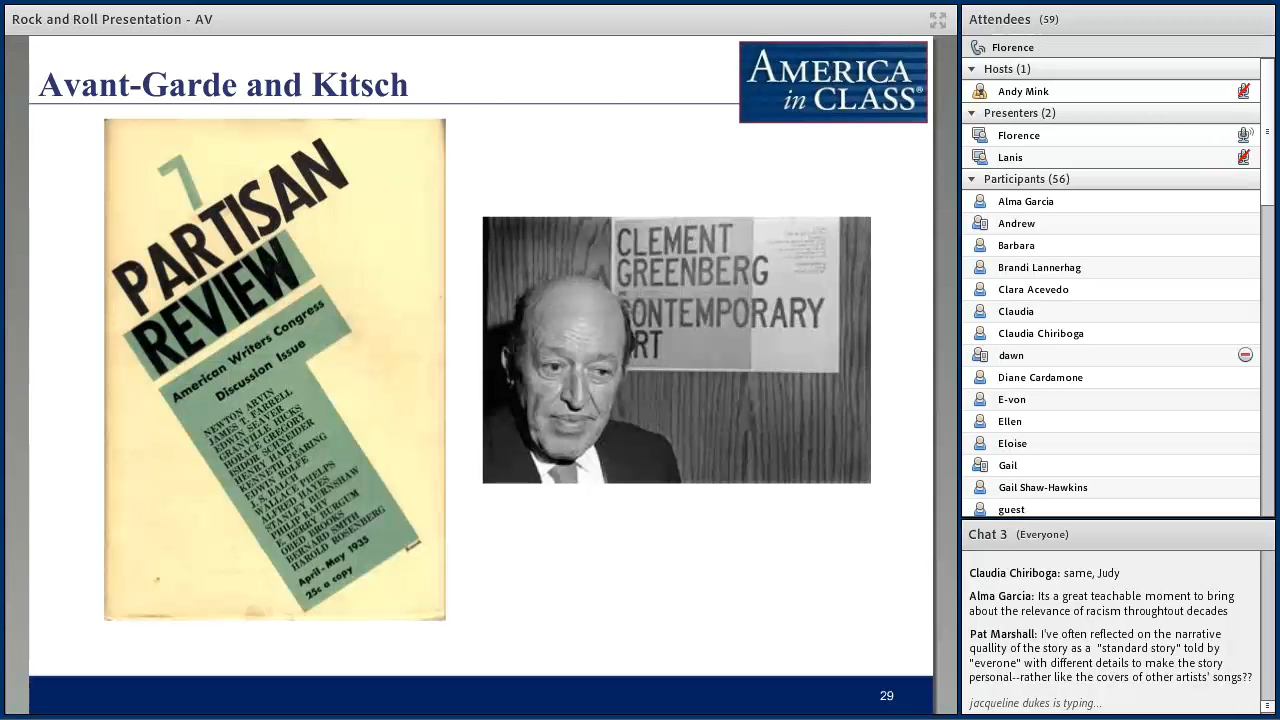 Rock and Roll Presentation - AV
Avant-Garde and Kitsch
AMERICA
in CLASS®
7
PARTISAN
REVIEW
American Writers Congress
Discussion Issue
NEWTON ARVIN
JAMES T. FARRELL
EDWIN SEAVER
GRANVILLE HICKS
HORACE GREGORY
ISIDOR SCHNEIDER
HENRY
FEARING
EDWIN ROLFE
PHELPS
ALFRED HAYES
STANLEY BURNSHAW
PHILIP RAHV
E. BERRY BURGUM
OBED BROOKS
BERNARD SMITH
HAROLD ROSENBERG
April-May 1935
25c a copy
CLEMENT
GREENBERG
CONTEMPORARY
ART
29
Attendees (59)
Florence
Hosts (1)
Andy Mink
Presenters (2)
Florence
Lanis
Participants (56)
Alma Garcia
Andrew
Barbara
Brandi Lannerhag
Clara Acevedo
Claudia
Claudia Chiriboga
dawn
Diane Cardamone
E-von
Ellen
Eloise
Gail
Gail Shaw-Hawkins
guest
Chat 3 (Everyone)
Claudia Chiriboga: same, Judy
Alma Garcia: Its a great teachable moment to bring
about the relevance of racism throughtout decades
Pat Marshall: I've often reflected on the narrative
quallity of the story as a "standard story" told by
"everone" with different details to make the story
personal--rather like the covers of other artists' songs??
jacqueline dukes is typing...